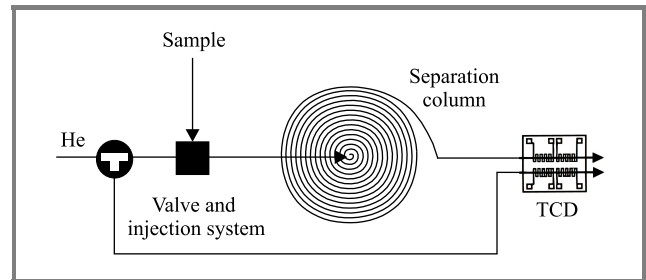 Sample
Separation
column
He
Valve and
injection system
TCD